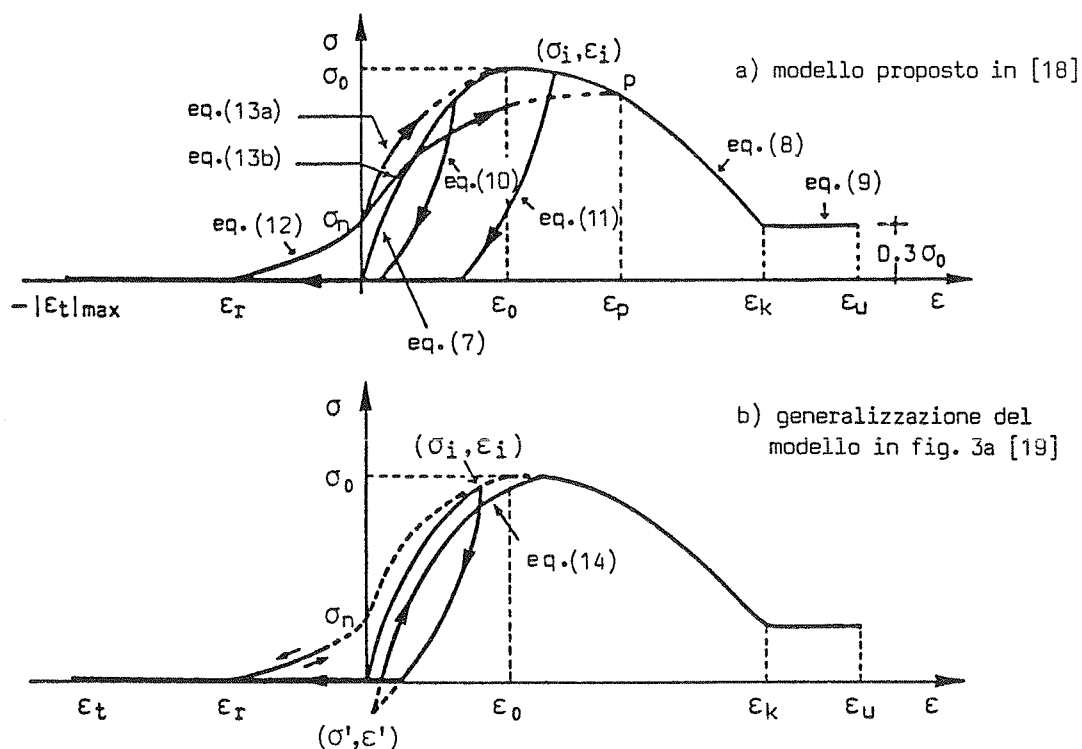 σ
σ₀
(σᵢ,εᵢ)
p
a) modello proposto in [18]
eq.(13a)
eq.(13b)
eq.(10)
eq.(8)
eq.(9)
eq.(11)
eq.(12)
σₙ
0.3σ₀
-|εt|max
εr
ε₀
εp
εk
εu
ε
eq.(7)
σ
b) generalizzazione del
modello in fig. 3a [19]
(σᵢ,εᵢ)
σ₀
eq.(14)
σₙ
εt
εr
ε₀
εk
εu
ε
(σ',ε')